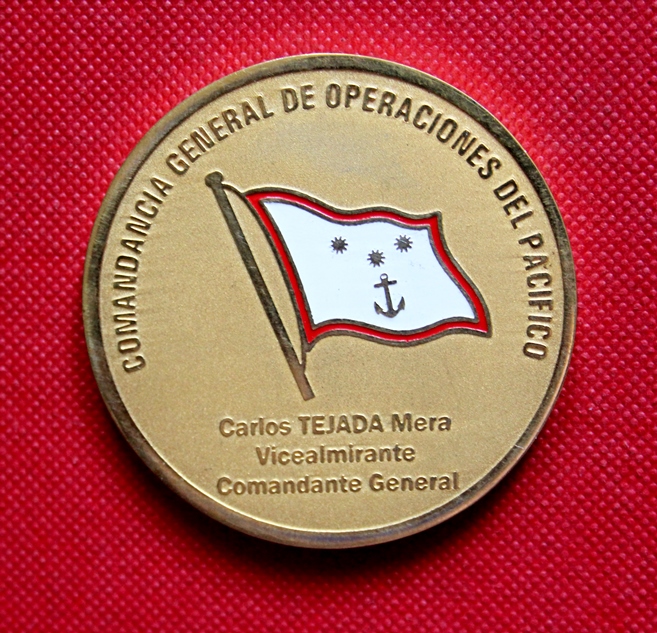 COMANDANCIA GENERAL DE OPERACIONES DEL PACIFICO
Carlos TEJADA Mera
Vicealmirante
Comandante General